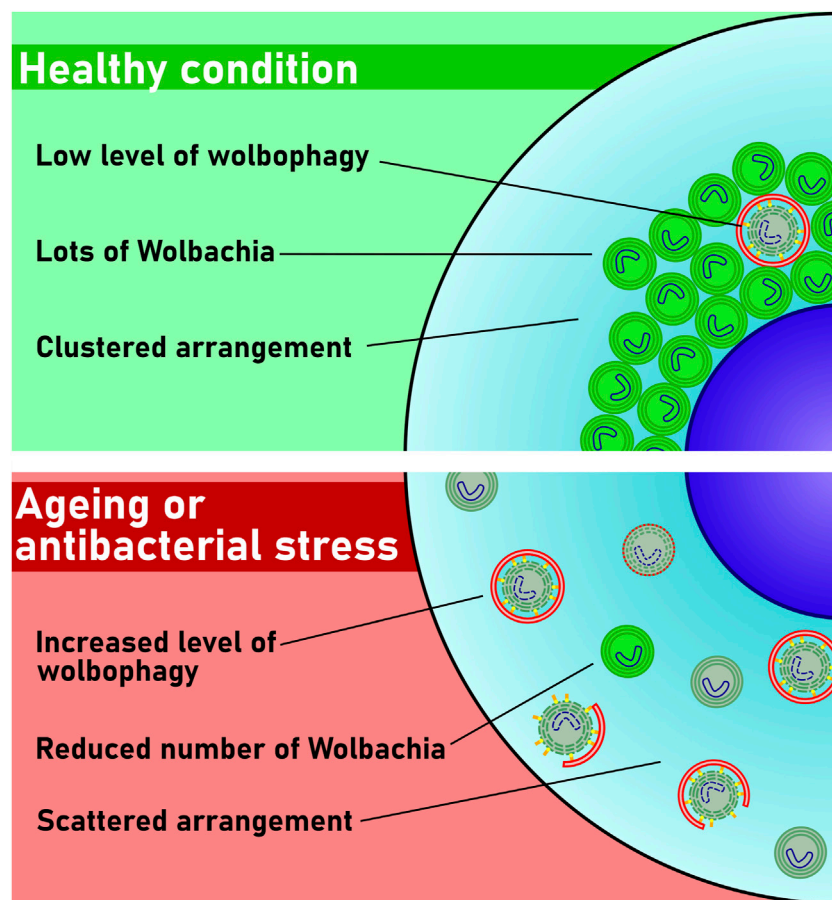 Healthy condition
Low level of wolbophagy
Lots of Wolbachia
Clustered arrangement
Ageing or
antibacterial stress
Increased level of
wolbophagy
Reduced number of Wolbachia
Scattered arrangement